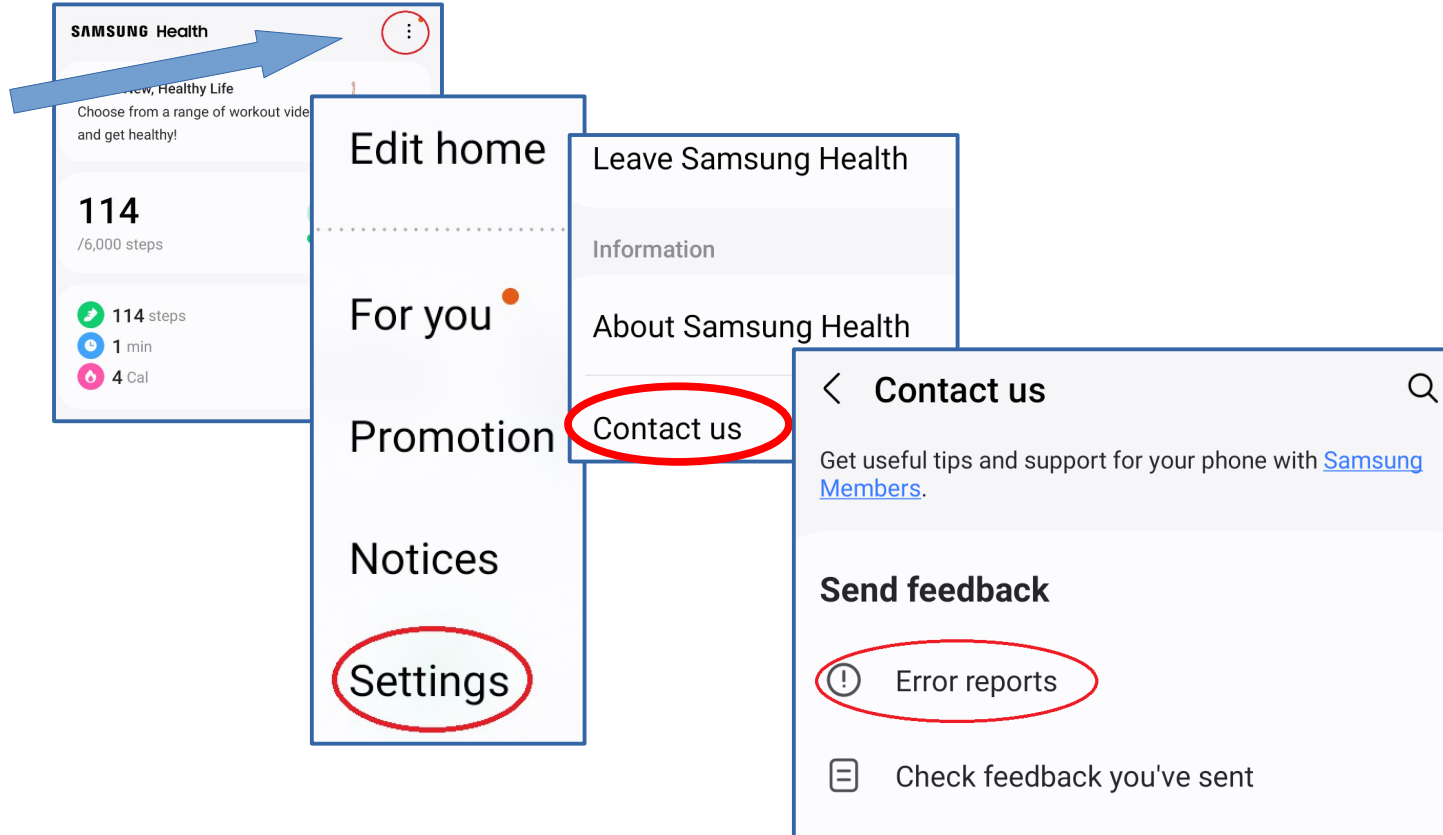 SAMSUNG Health
New, Healthy Life
Choose from a range of workout vide
and get healthy!
114
/6,000 steps
114 steps
1 min
4 Cal
Edit home
For you
Promotion
Notices
Settings
Leave Samsung Health
Information
About Samsung Health
Contact us
Contact us
Get useful tips and support for your phone with Samsung
Members.
Send feedback
Error reports
Check feedback you've sent